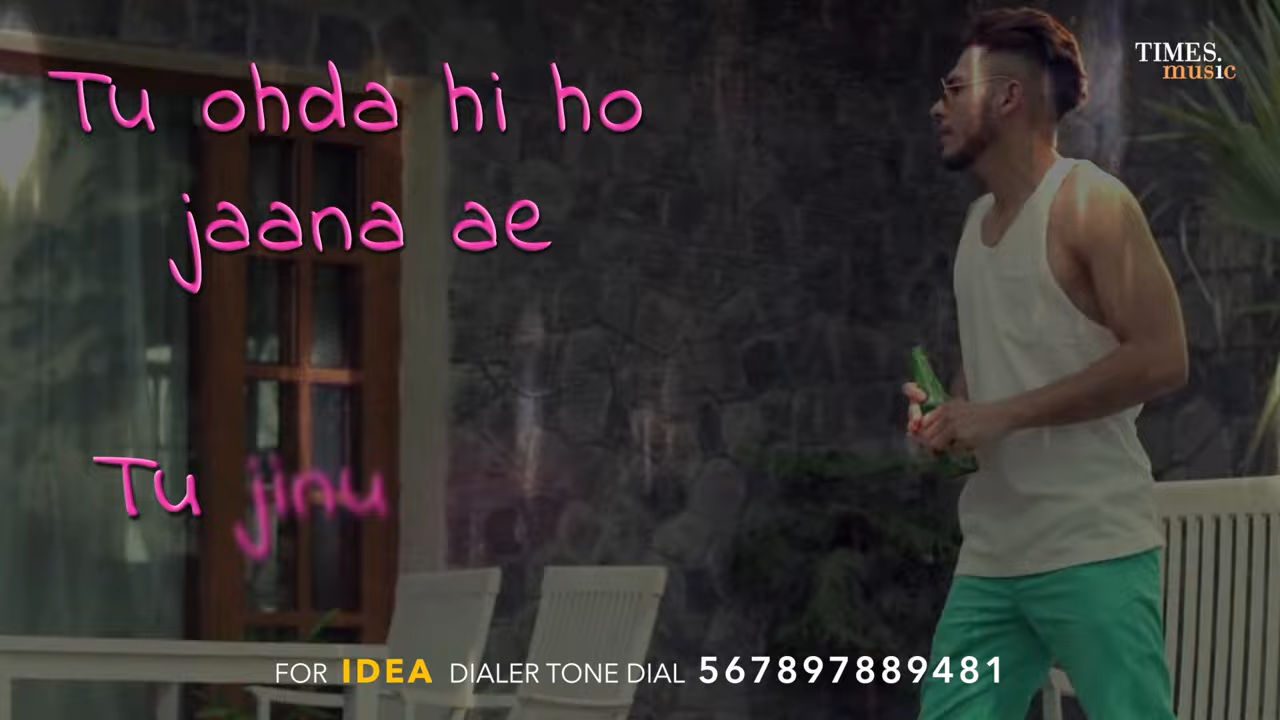 Tu ohda hi ho
jaana ae
Tu jinu
TIMES.
music
FOR IDEA DIALER TONE DIAL 567897889481